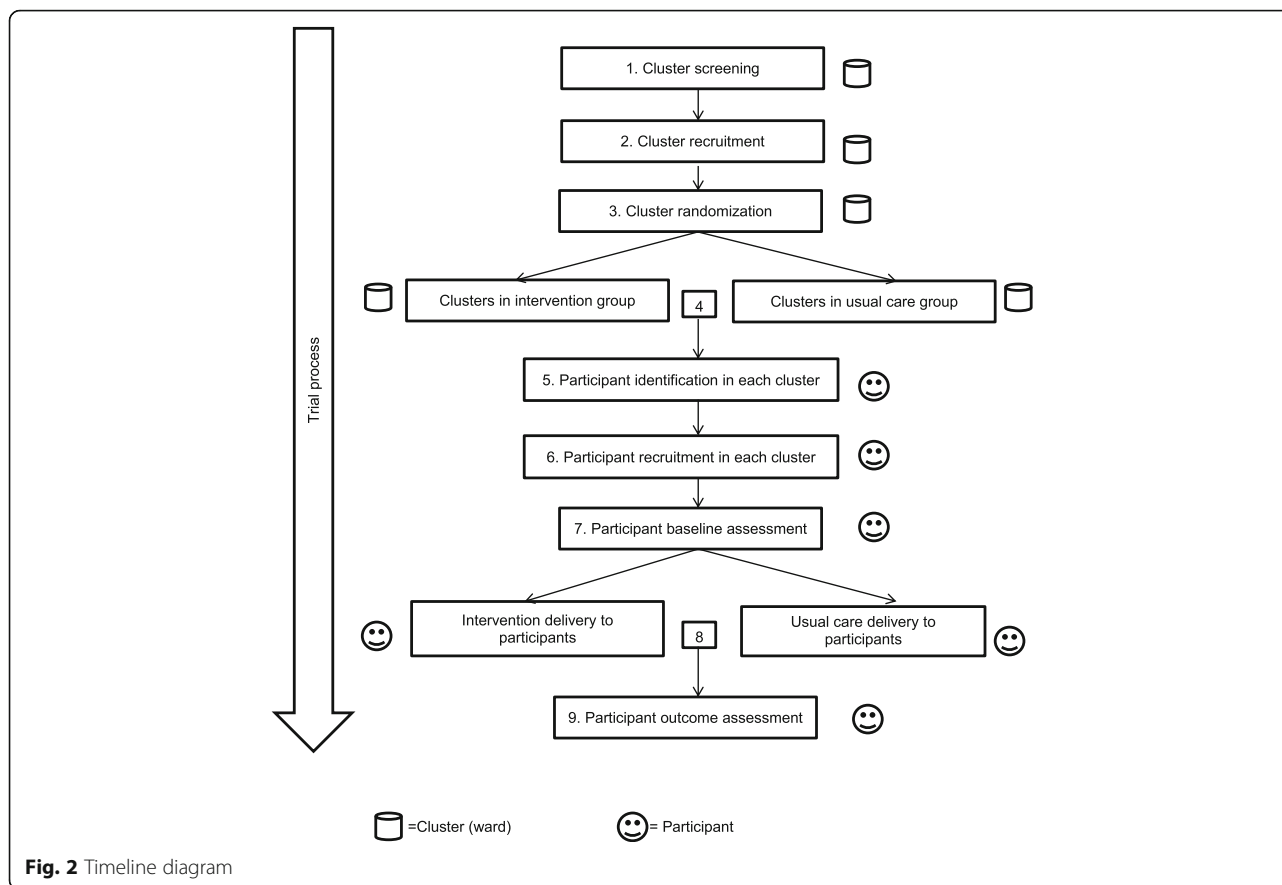 1. Cluster screening
2. Cluster recruitment
3. Cluster randomization
Clusters in intervention group
4
Clusters in usual care group
5. Participant identification in each cluster
6. Participant recruitment in each cluster
7. Participant baseline assessment
Intervention delivery to
participants
8
Usual care delivery to
participants
9. Participant outcome assessment
Trial process
=Cluster (ward)
= Participant
Fig. 2 Timeline diagram